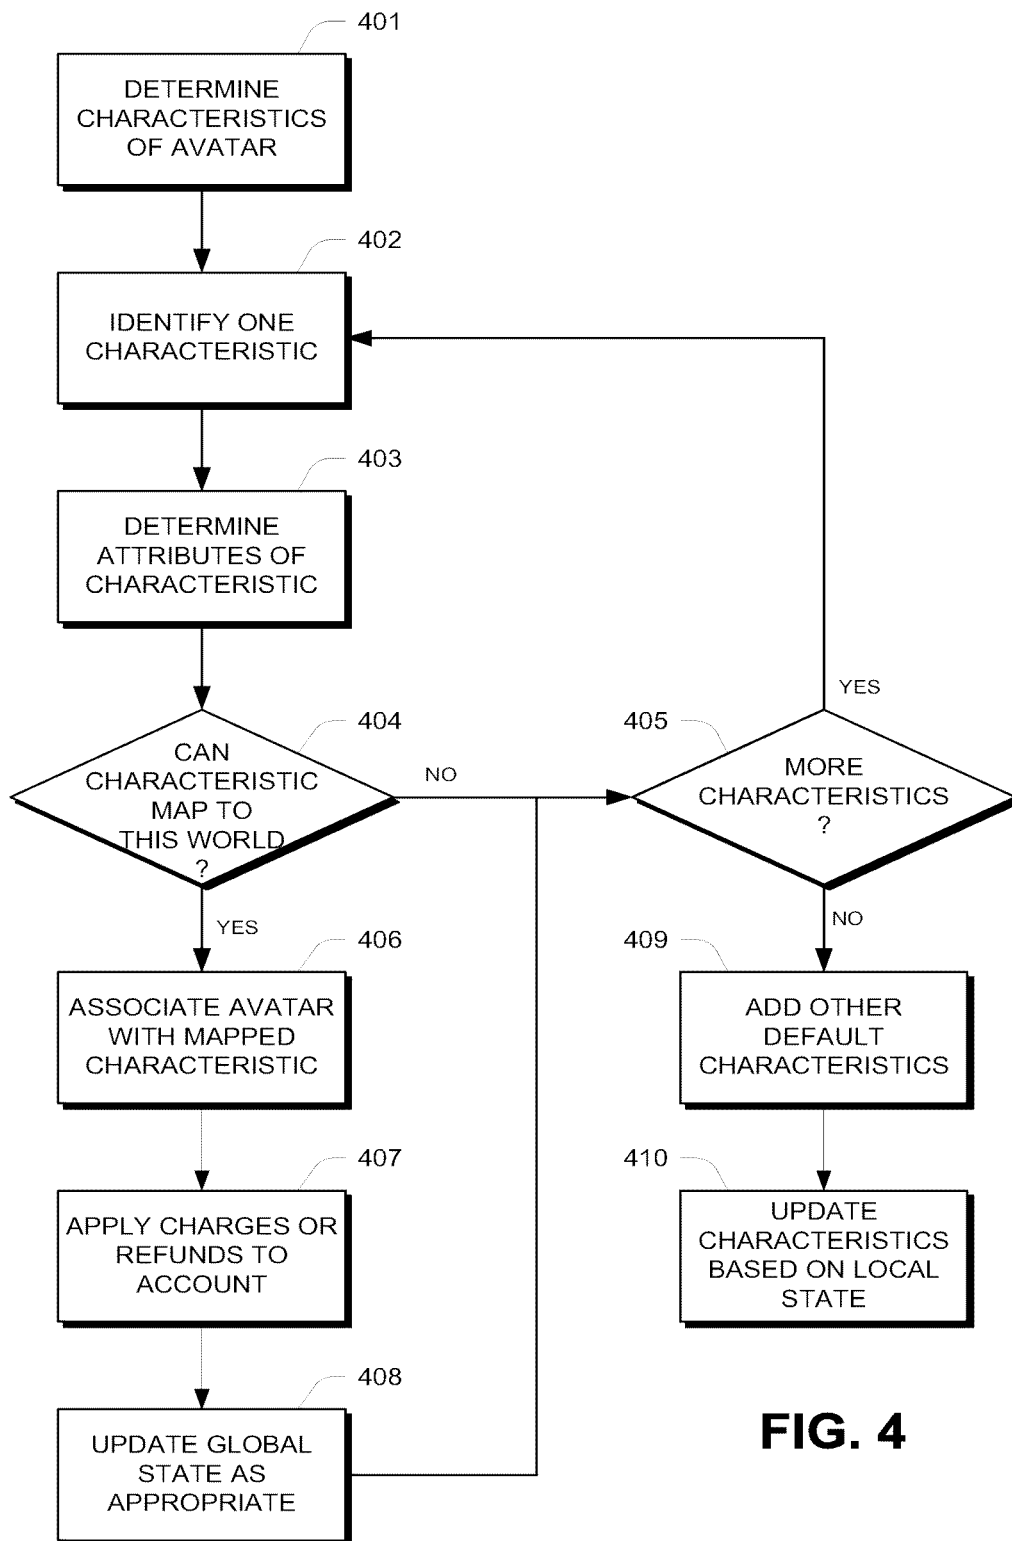 401
DETERMINE
CHARACTERISTICS
OF AVATAR
402
IDENTIFY ONE
CHARACTERISTIC
403
DETERMINE
ATTRIBUTES OF
CHARACTERISTIC
404
CAN
CHARACTERISTIC
MAP TO
THIS WORLD
?
NO
YES
405
MORE
CHARACTERISTICS
?
YES
NO
406
ASSOCIATE AVATAR
WITH MAPPED
CHARACTERISTIC
407
APPLY CHARGES OR
REFUNDS TO
ACCOUNT
408
UPDATE GLOBAL
STATE AS
APPROPRIATE
409
ADD OTHER
DEFAULT
CHARACTERISTICS
410
UPDATE
CHARACTERISTICS
BASED ON LOCAL
STATE
FIG. 4